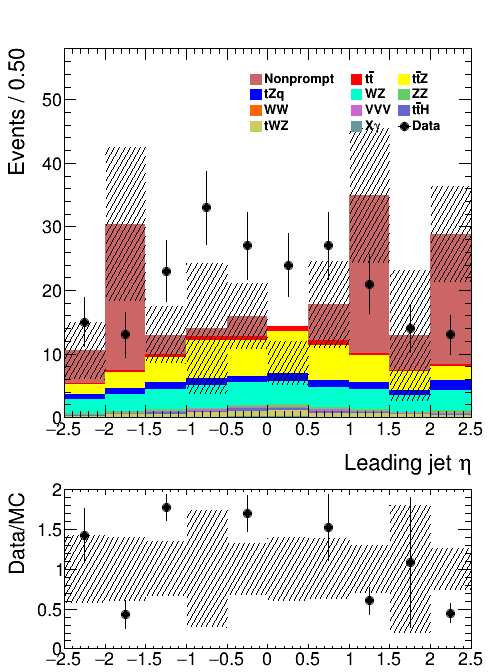 Events / 0.50
50
40
30
20
10
0
Nonprompt tt̄ tt̄Z
tZq WZ ZZ
WW VVV tt̄H
tWZ Xγ Data
−2.5 −2 −1.5 −1 −0.5 0 0.5 1 1.5 2 2.5
Leading jet η
Data/MC
2
1.5
1
0.5
0
−2.5 −2 −1.5 −1 −0.5 0 0.5 1 1.5 2 2.5